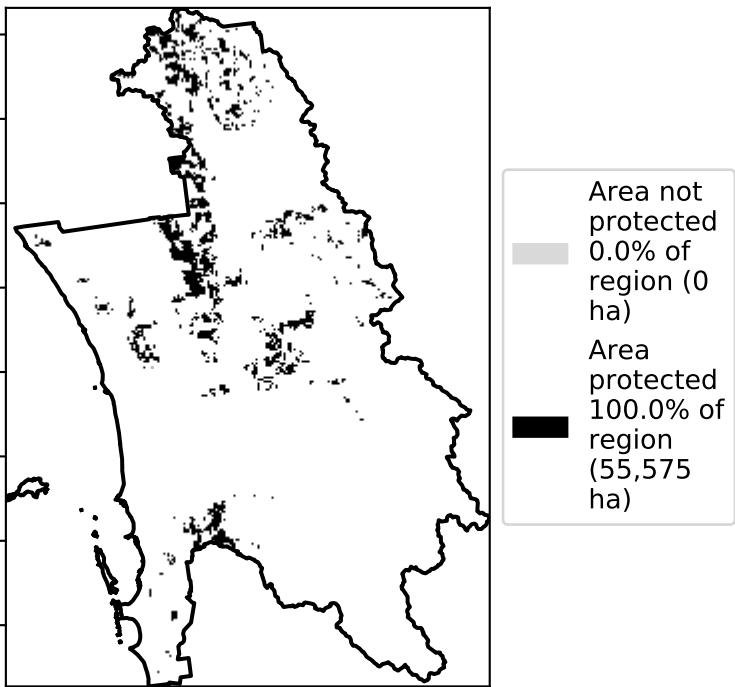 Area not
protected
0.0% of
region (0
ha)
Area
protected
100.0% of
region
(55,575
ha)